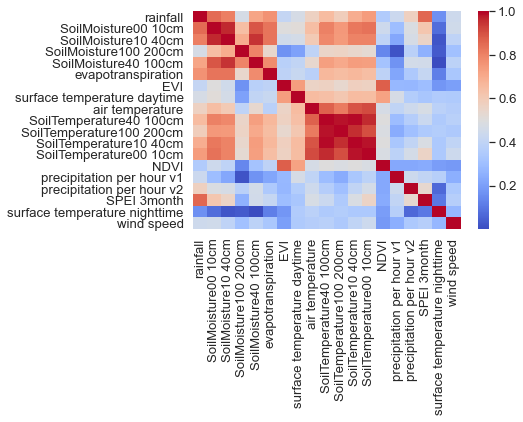 rainfall
SoilMoisture00 10cm
SoilMoisture10 40cm
SoilMoisture100 200cm
SoilMoisture40 100cm
evapotranspiration
EVI
surface temperature daytime
air temperature
SoilTemperature40 100cm
SoilTemperature100 200cm
SoilTemperature10 40cm
SoilTemperature00 10cm
NDVI
precipitation per hour v1
precipitation per hour v2
SPEI 3month
surface temperature nighttime
wind speed
1.0
0.8
0.6
0.4
0.2
rainfall
SoilMoisture00 10cm
SoilMoisture10 40cm
SoilMoisture100 200cm
SoilMoisture40 100cm
evapotranspiration
EVI
surface temperature daytime
air temperature
SoilTemperature40 100cm
SoilTemperature100 200cm
SoilTemperature10 40cm
SoilTemperature00 10cm
NDVI
precipitation per hour v1
precipitation per hour v2
SPEI 3month
surface temperature nighttime
wind speed